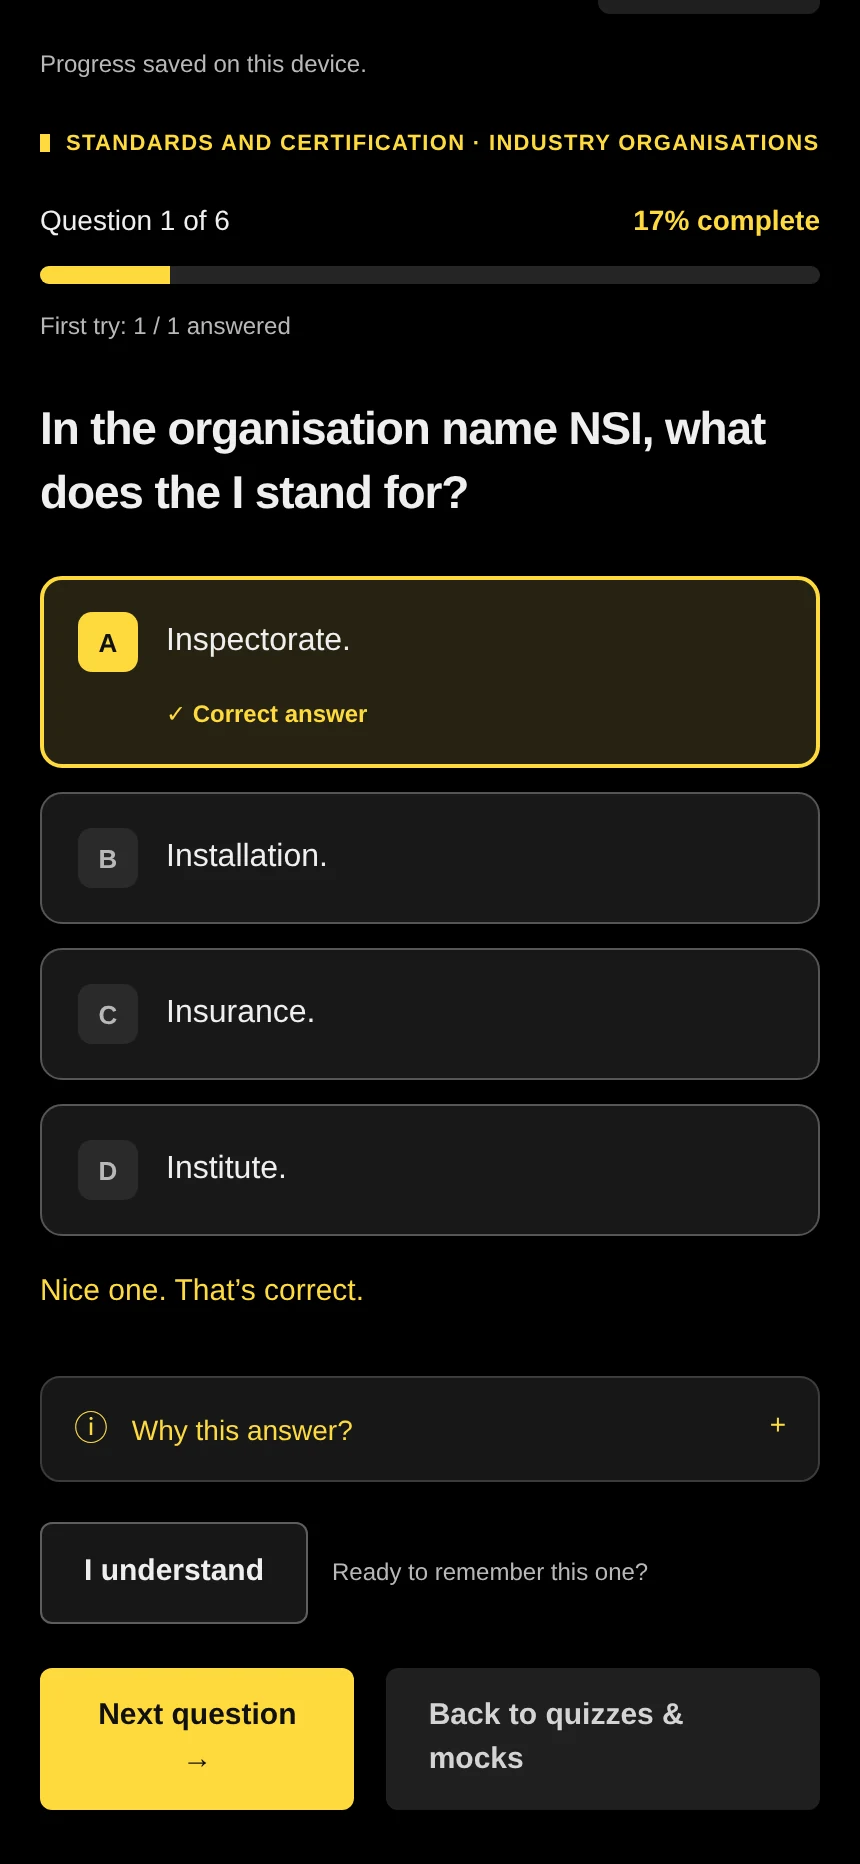 Progress saved on this device.
STANDARDS AND CERTIFICATION · INDUSTRY ORGANISATIONS
Question 1 of 6
17% complete
First try: 1 / 1 answered
In the organisation name NSI, what
does the I stand for?
A
Inspectorate.
✓ Correct answer
B
Installation.
C
Insurance.
D
Institute.
Nice one. That’s correct.
ⓘ Why this answer?
+
I understand
Ready to remember this one?
Next question
→
Back to quizzes &
mocks